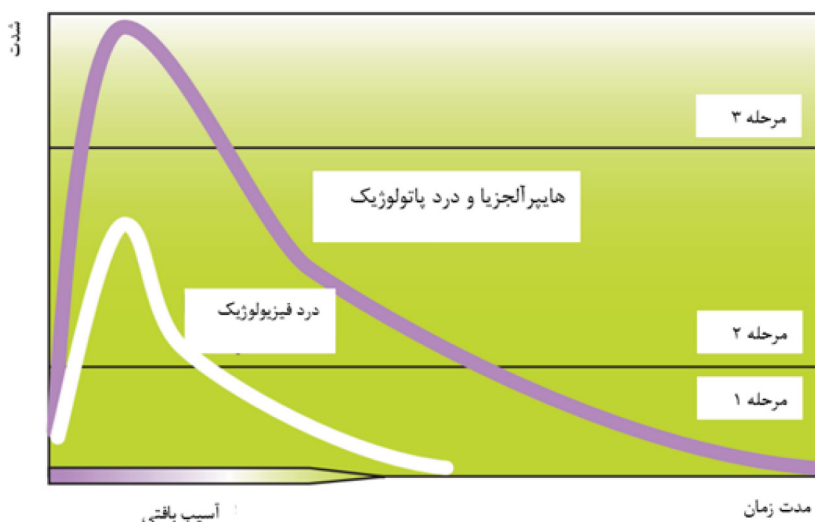 شدت
مرحله ۳
هایپرآلجزیا و درد پاتولوژیک
درد فیزیولوژیک
مرحله ۲
مرحله ۱
آسیب بافتی
مدت زمان